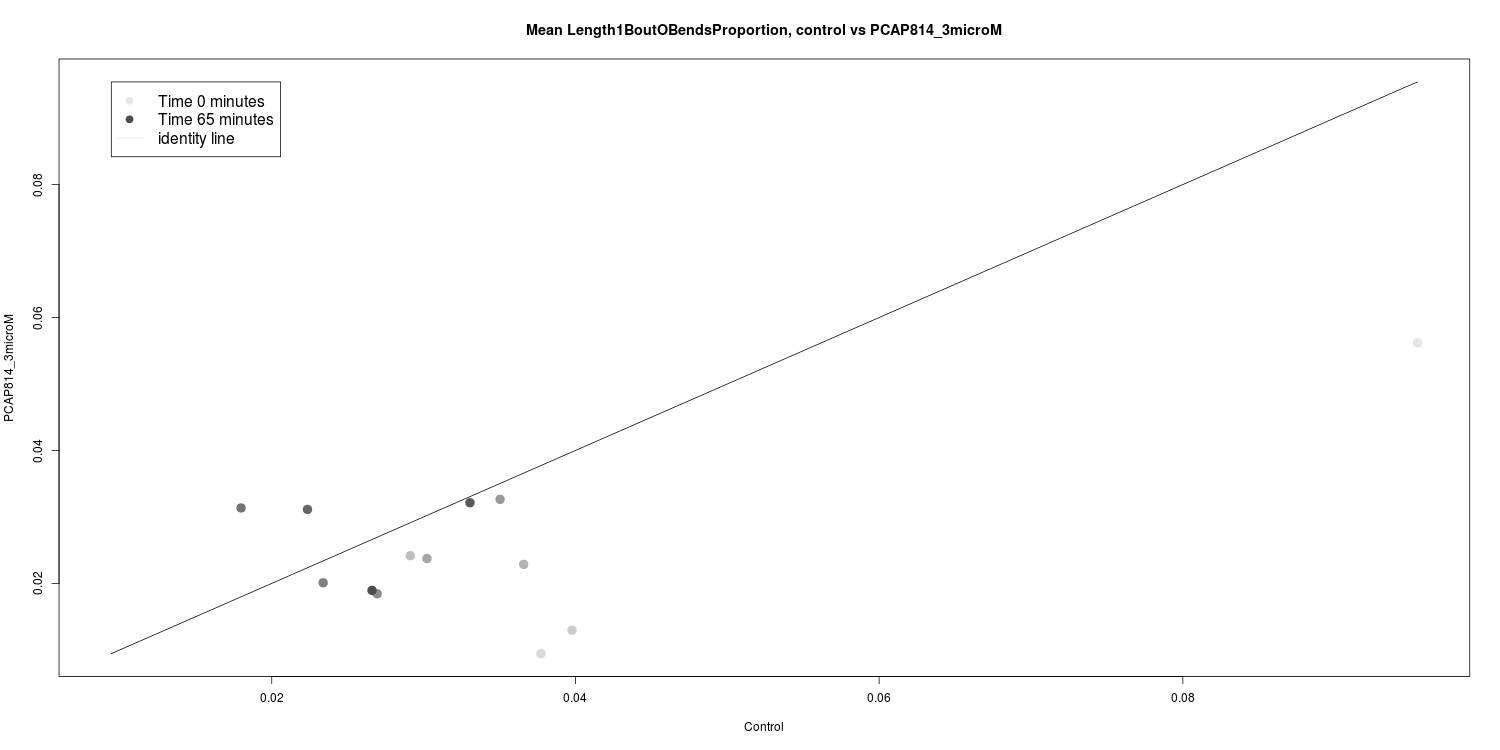 Mean Length1BoutOBendsProportion, control vs PCAP814_3microM
Time 0 minutes
Time 65 minutes
identity line
PCAP814_3microM
0.08
0.06
0.04
0.02
0.02 0.04 0.06 0.08
Control